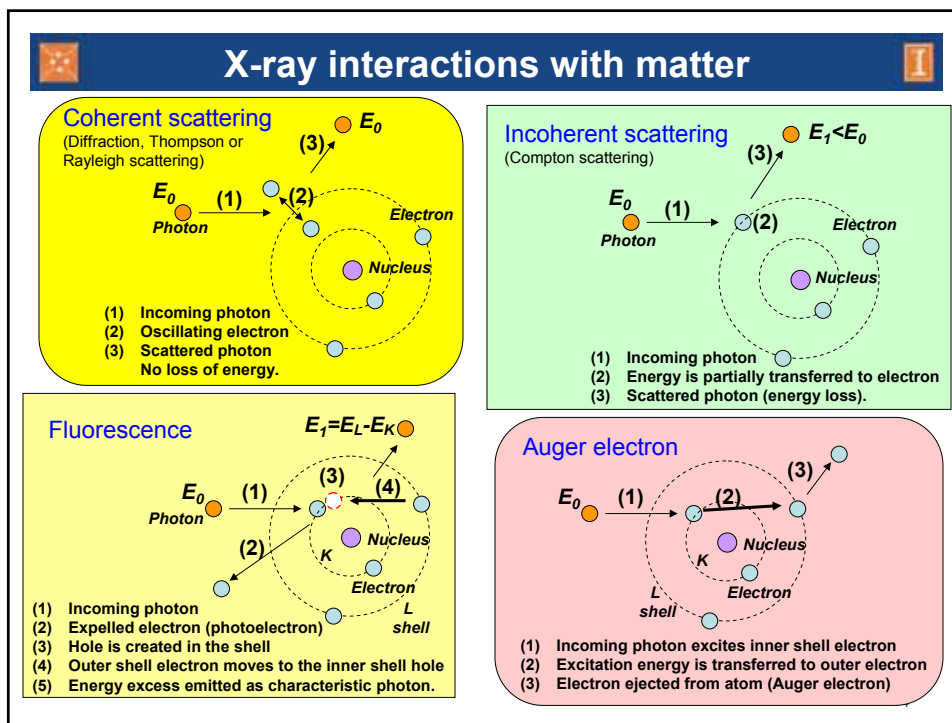 X-ray interactions with matter
Coherent scattering
(Diffraction, Thompson or
Rayleigh scattering)
E0
(3)
E0
(1)
(2)
Photon
Electron
Nucleus
(1) Incoming photon
(2) Oscillating electron
(3) Scattered photon
No loss of energy.
Incoherent scattering
(Compton scattering)
E1<E0
(3)
E0
(1)
(2)
Photon
Electron
Nucleus
(1) Incoming photon
(2) Energy is partially transferred to electron
(3) Scattered photon (energy loss).
Fluorescence
E1=EL-EK
(3)
(4)
E0
(1)
Photon
(2)
Nucleus
K
Electron
L
shell
(1) Incoming photon
(2) Expelled electron (photoelectron)
(3) Hole is created in the shell
(4) Outer shell electron moves to the inner shell hole
(5) Energy excess emitted as characteristic photon.
Auger electron
(3)
E0
(1)
(2)
Nucleus
K
L
shell
Electron
(1) Incoming photon excites inner shell electron
(2) Excitation energy is transferred to outer electron
(3) Electron ejected from atom (Auger electron)